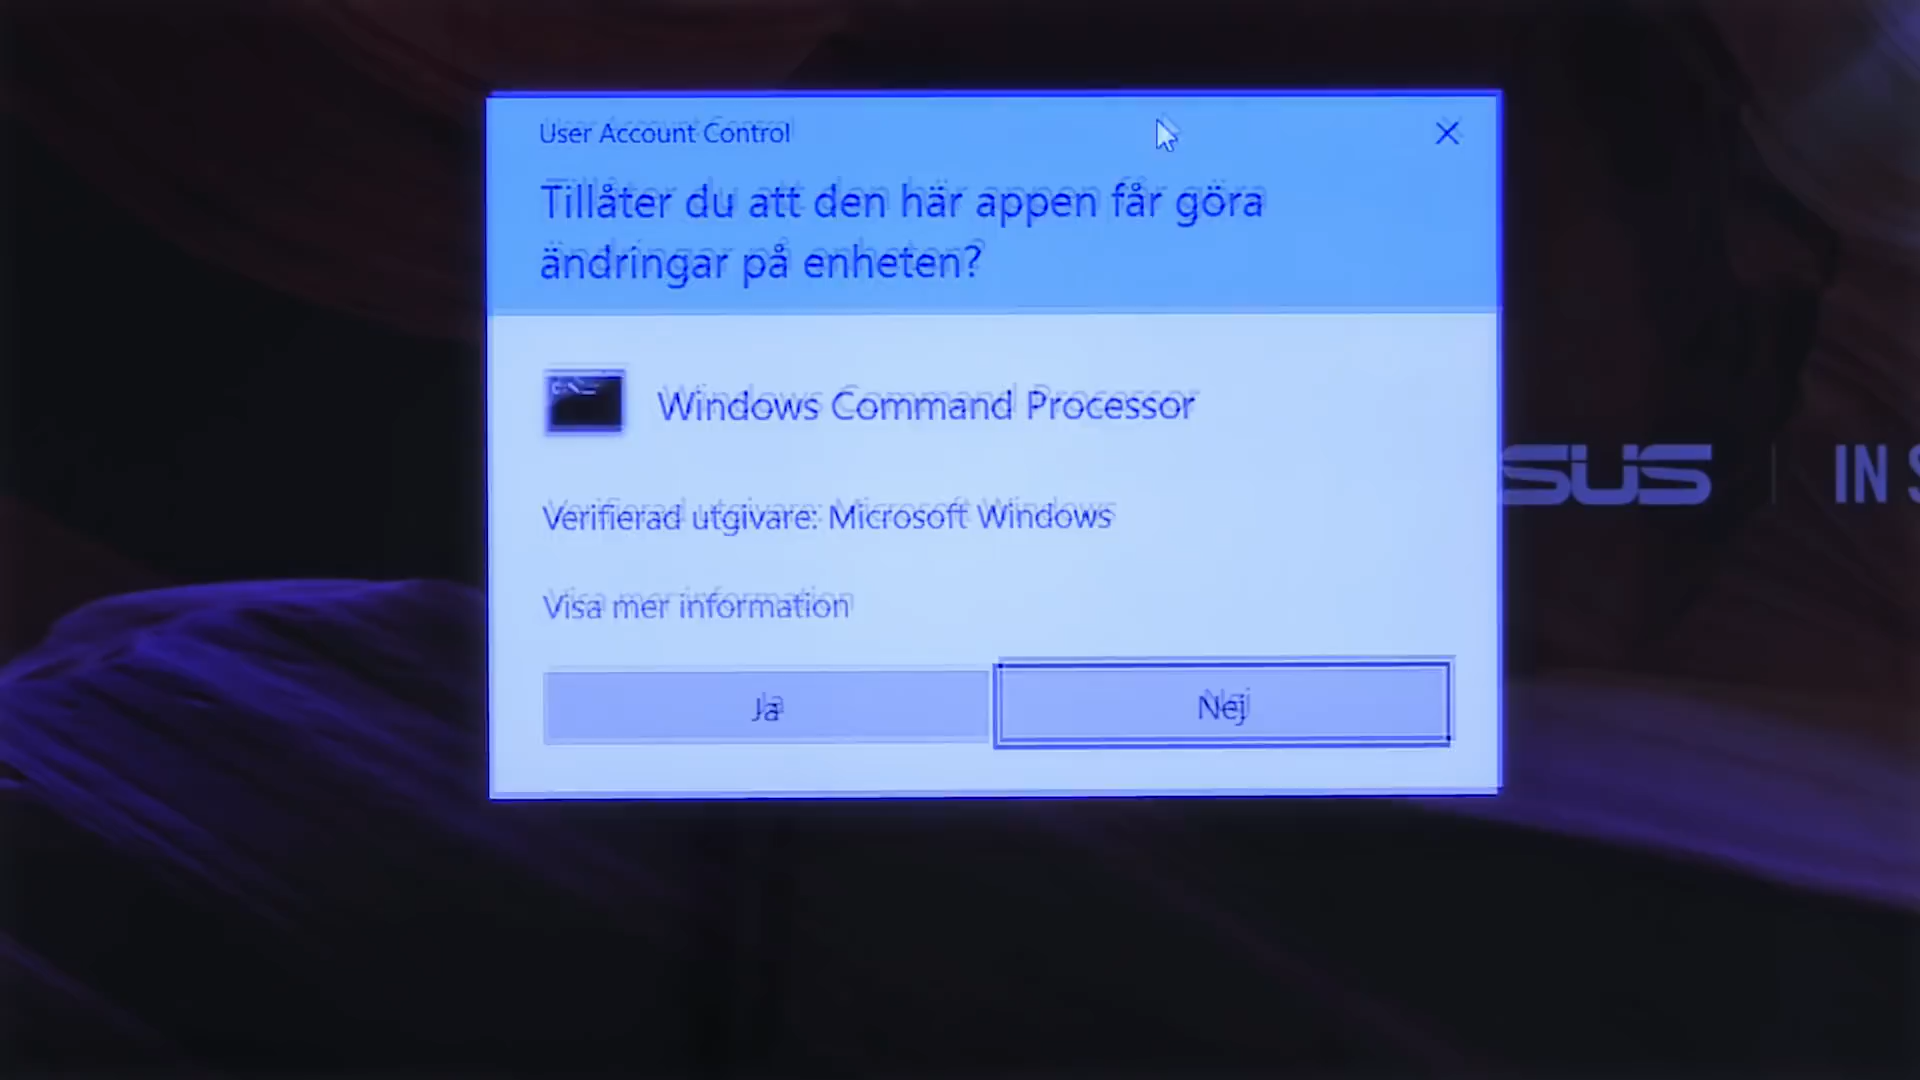 User Account Control
Tillåter du att den här appen får göra
ändringar på enheten?
C:\_
Windows Command Processor
SUS
IN S
Verifierad utgivare: Microsoft Windows
Visa mer information
Ja
Nej